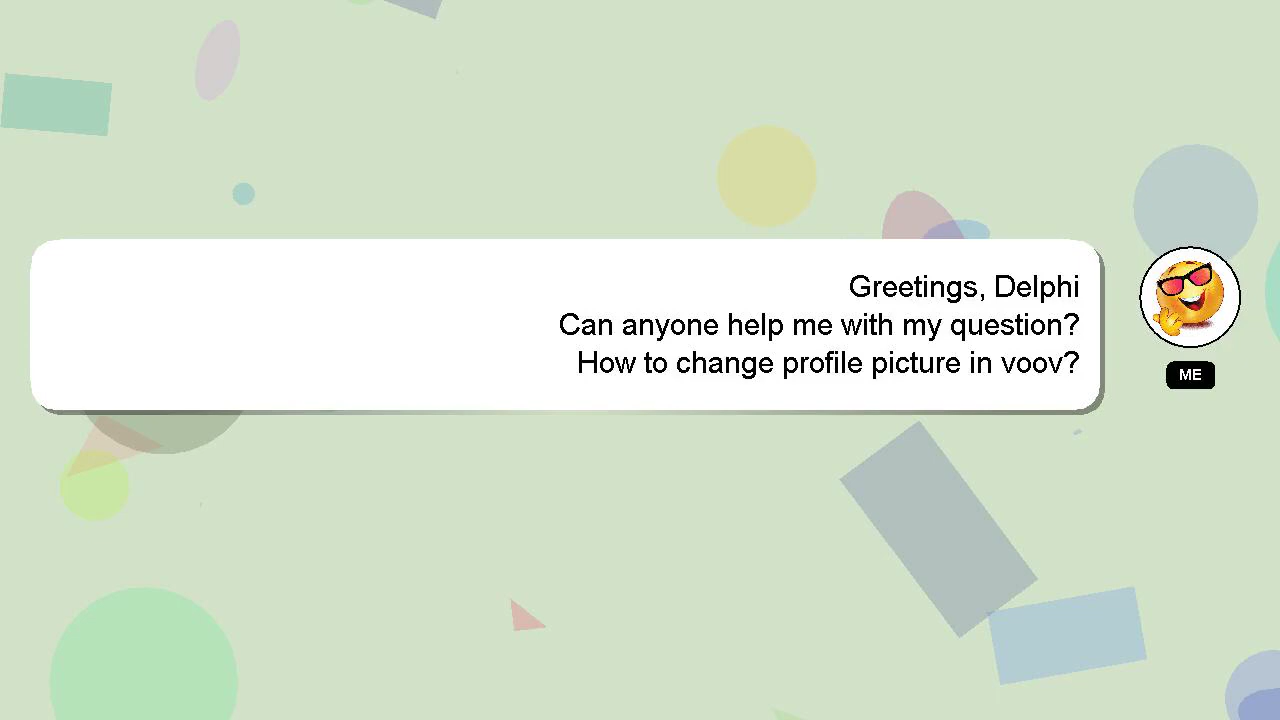 Greetings, Delphi
Can anyone help me with my question?
How to change profile picture in voov?
ME